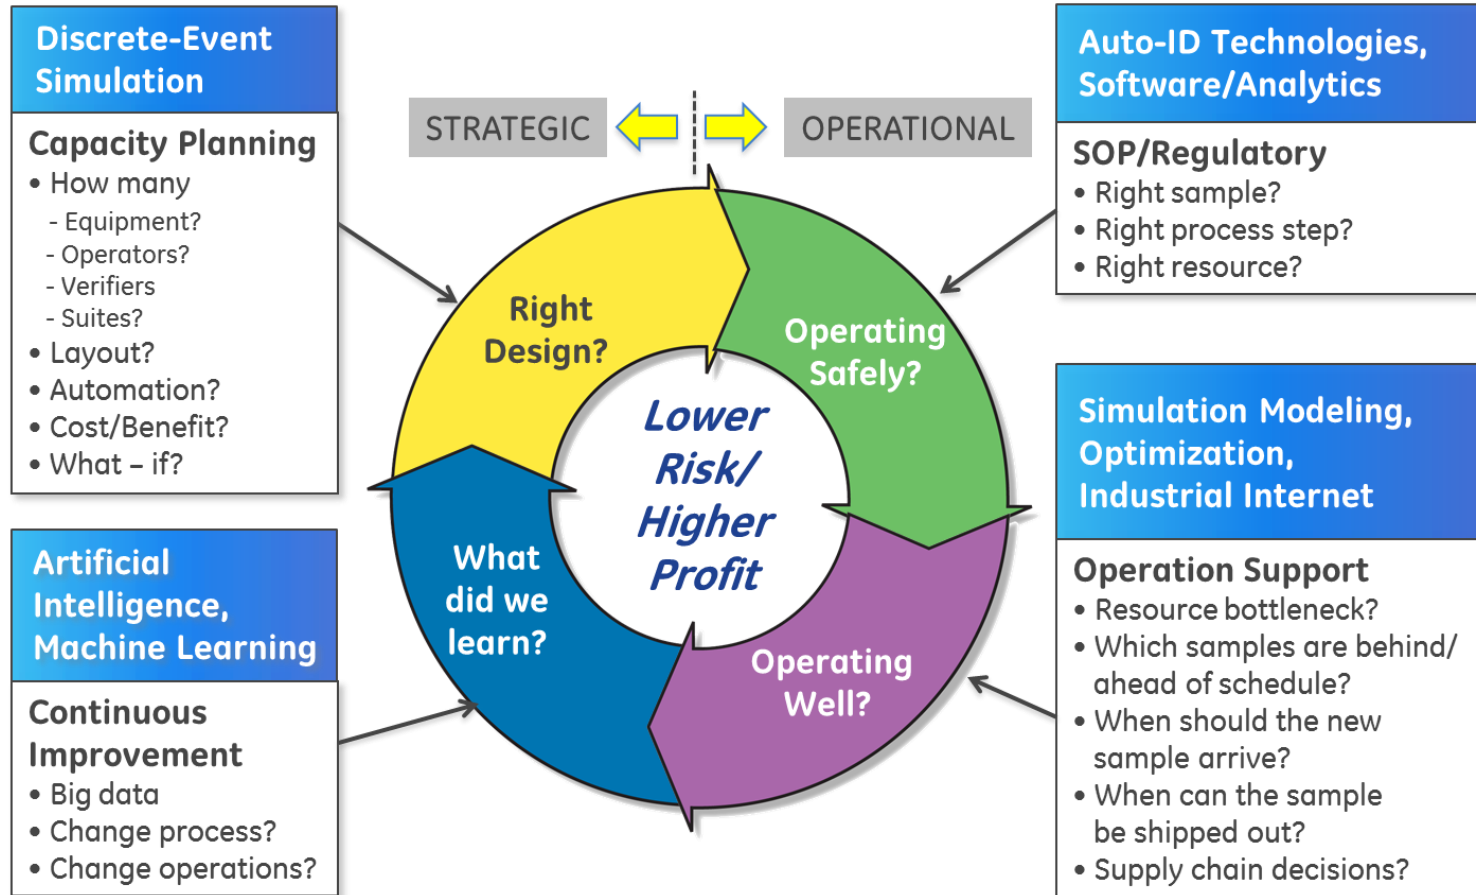 Discrete-Event
Simulation
Capacity Planning
• How many
- Equipment?
- Operators?
- Verifiers
- Suites?
• Layout?
• Automation?
• Cost/Benefit?
• What – if?
Artificial
Intelligence,
Machine Learning
Continuous
Improvement
• Big data
• Change process?
• Change operations?
STRATEGIC
OPERATIONAL
Right
Design?
Operating
Safely?
Operating
Well?
What
did we
learn?
Lower
Risk/
Higher
Profit
Auto-ID Technologies,
Software/Analytics
SOP/Regulatory
• Right sample?
• Right process step?
• Right resource?
Simulation Modeling,
Optimization,
Industrial Internet
Operation Support
• Resource bottleneck?
• Which samples are behind/
ahead of schedule?
• When should the new
sample arrive?
• When can the sample
be shipped out?
• Supply chain decisions?